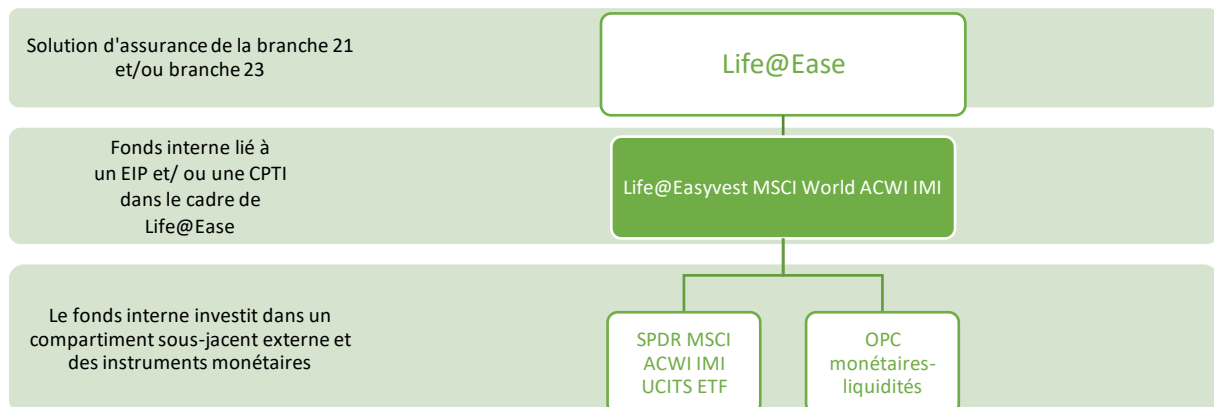 Solution d'assurance de la branche 21
et/ou branche 23
Life@Ease
Fonds interne lié à
un EIP et/ ou une CPTI
dans le cadre de
Life@Ease
Life@Easyvest MSCI World ACWI IMI
Le fonds interne investit dans un
compartiment sous-jacent externe et
des instruments monétaires
SPDR MSCI
ACWI IMI
UCITS ETF
OPC
monétaires-
liquidités